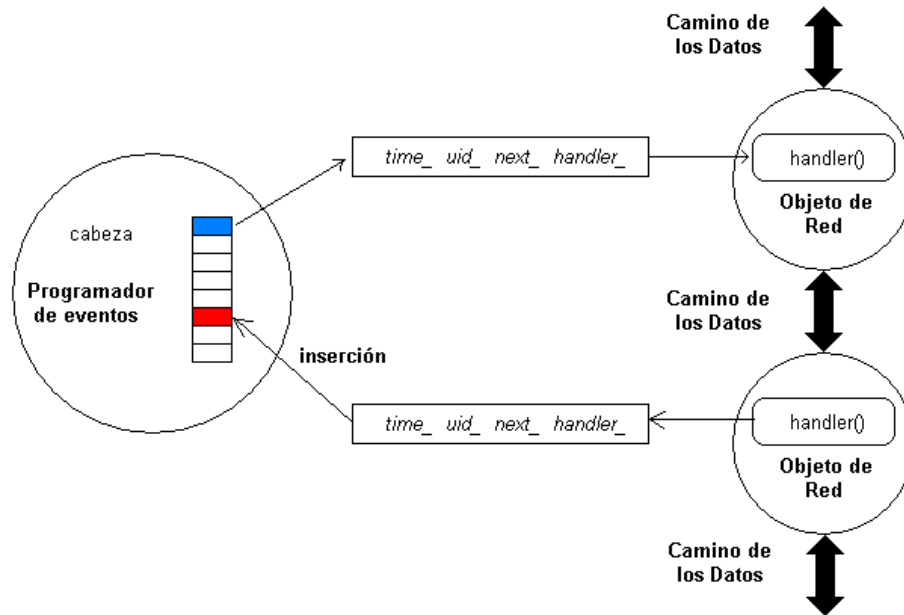 Camino de
los Datos
time_ uid_ next_ handler_
handler()
Objeto de
Red
cabeza
Programador
de eventos
Camino de
los Datos
inserción
time_ uid_ next_ handler_
handler()
Objeto de
Red
Camino de
los Datos